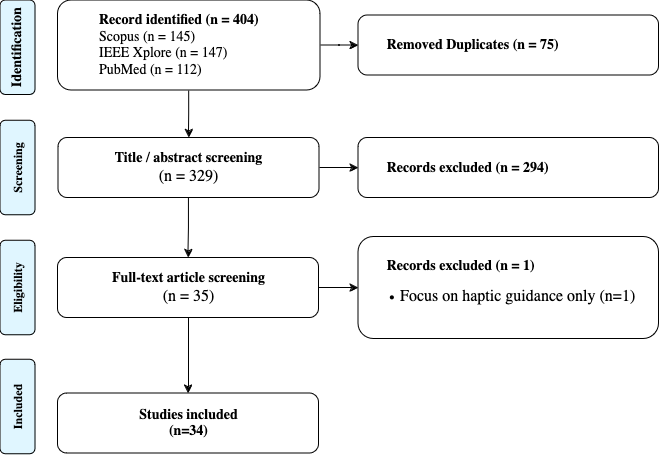 Identification
Record identified (n = 404)
Scopus (n = 145)
IEEE Xplore (n = 147)
PubMed (n = 112)
Removed Duplicates (n = 75)
Screening
Title / abstract screening
(n = 329)
Records excluded (n = 294)
Eligibility
Full-text article screening
(n = 35)
Records excluded (n = 1)
• Focus on haptic guidance only (n=1)
Included
Studies included
(n=34)